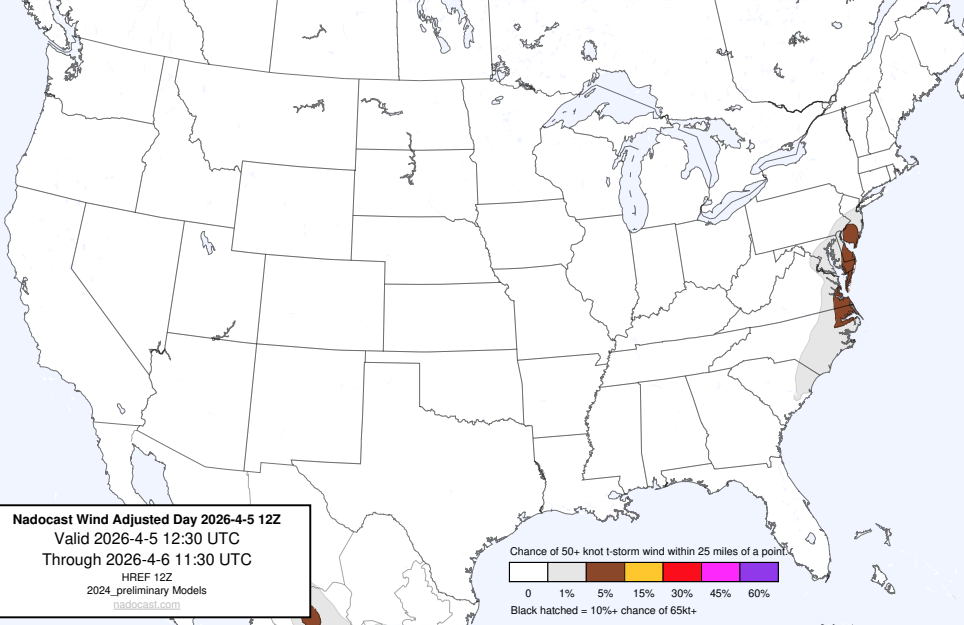 Nadocast Wind Adjusted Day 2026-4-5 12Z
Valid 2026-4-5 12:30 UTC
Through 2026-4-6 11:30 UTC
HREF 12Z
2024_preliminary Models
nadocast.com
Chance of 50+ knot t-storm wind within 25 miles of a point.
0 1% 5% 15% 30% 45% 60%
Black hatched = 10%+ chance of 65kt+